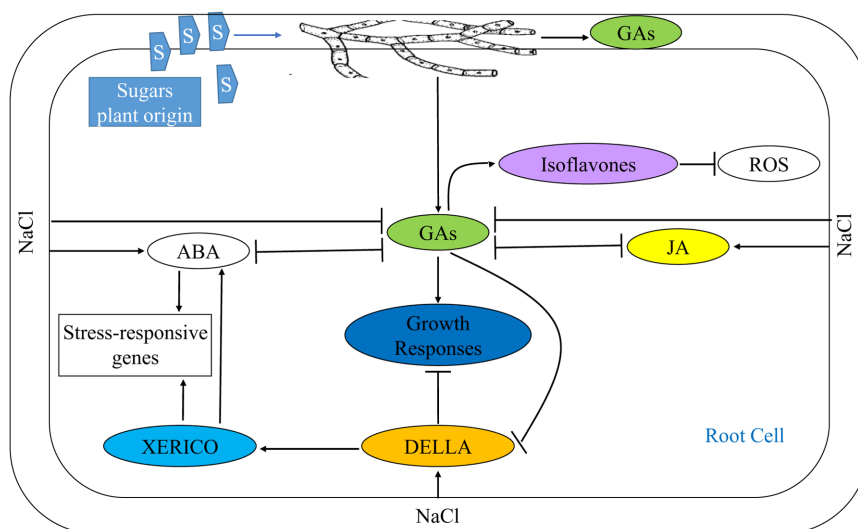 S
S
S
S
Sugars
plant origin
GAs
Isoflavones
ROS
NaCl
NaCl
GAs
ABA
JA
Stress-responsive
genes
Growth
Responses
XERICO
DELLA
Root Cell
NaCl